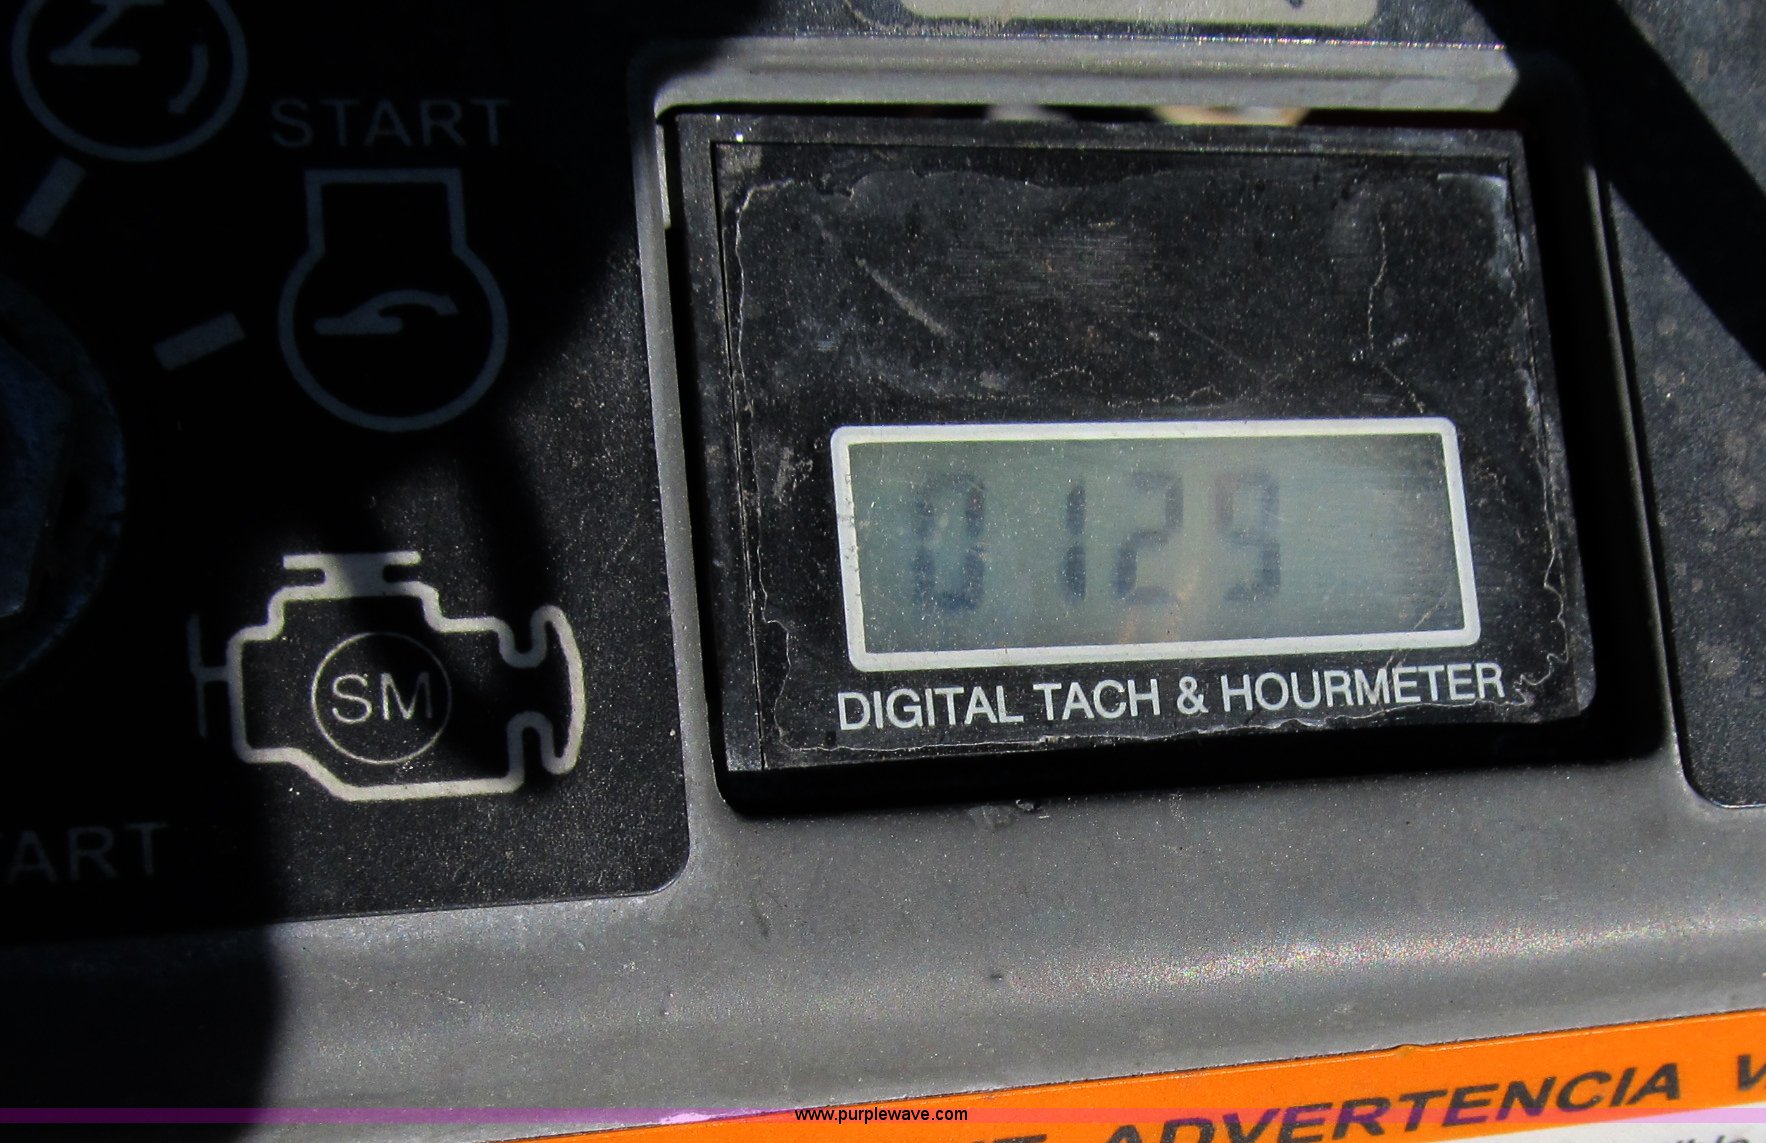 START
0129
DIGITAL TACH & HOURMETER
SM
ART
ADVERTENCIA
www.purplewave.com